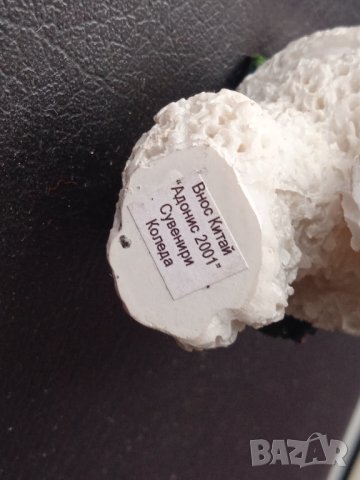 Внос Китай
"Адонис 2001"
Сувенири
Коледа
BAZAR